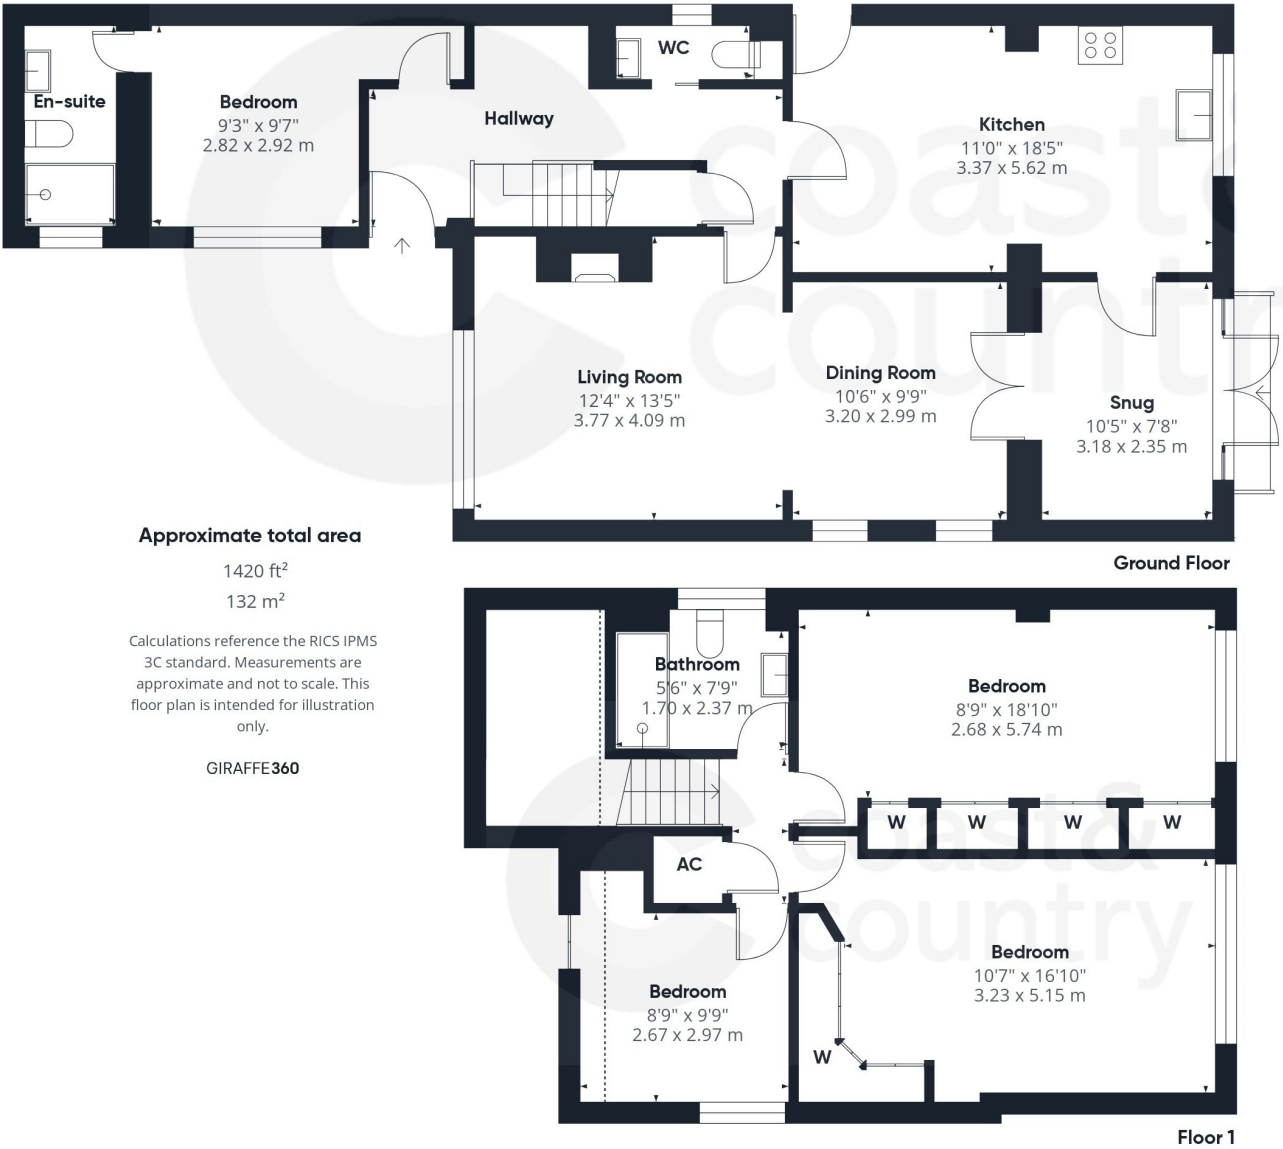 En-suite
Bedroom
9'3" x 9'7"
2.82 x 2.92 m
Hallway
WC
Kitchen
11'0" x 18'5"
3.37 x 5.62 m
Living Room
12'4" x 13'5"
3.77 x 4.09 m
Dining Room
10'6" x 9'9"
3.20 x 2.99 m
Snug
10'5" x 7'8"
3.18 x 2.35 m
coast &
country
Ground Floor
Approximate total area
1420 ft²
132 m²
Calculations reference the RICS IPMS
3C standard. Measurements are
approximate and not to scale. This
floor plan is intended for illustration
only.
GIRAFFE360
Bathroom
5'6" x 7'9"
1.70 x 2.37 m
Bedroom
8'9" x 18'10"
2.68 x 5.74 m
W
W
W
W
AC
coast &
country
Bedroom
8'9" x 9'9"
2.67 x 2.97 m
W
Bedroom
10'7" x 16'10"
3.23 x 5.15 m
Floor 1